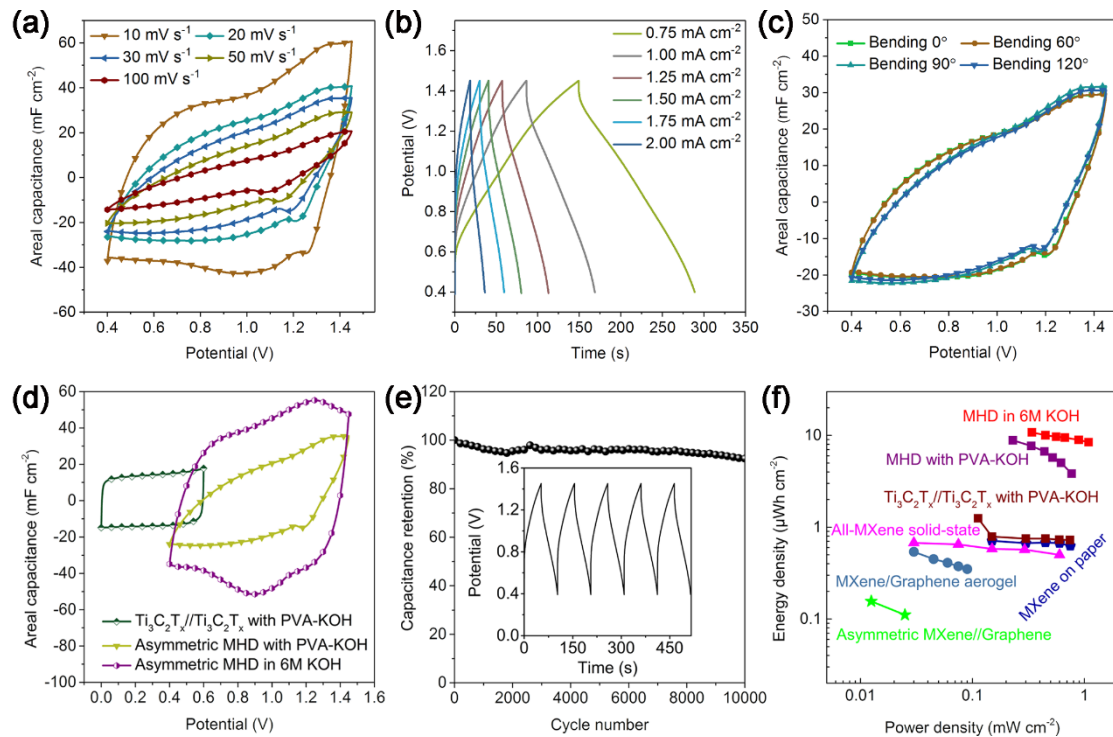 (a)
10 mV s⁻¹ 20 mV s⁻¹
30 mV s⁻¹ 50 mV s⁻¹
100 mV s⁻¹
Areal capacitance (mF cm⁻²)
60
40
20
0
-20
-40
-60
0.4 0.6 0.8 1.0 1.2 1.4
Potential (V)
(b)
0.75 mA cm⁻²
1.00 mA cm⁻²
1.25 mA cm⁻²
1.50 mA cm⁻²
1.75 mA cm⁻²
2.00 mA cm⁻²
Potential (V)
1.8
1.6
1.4
1.2
1.0
0.8
0.6
0.4
0 50 100 150 200 250 300 350
Time (s)
(c)
Bending 0° Bending 60°
Bending 90° Bending 120°
Areal capacitance (mF cm⁻²)
50
40
30
20
10
0
-10
-20
-30
0.4 0.6 0.8 1.0 1.2 1.4
Potential (V)
(d)
Areal capacitance (mF cm⁻²)
60
40
20
0
-20
-40
-60
-80
-100
Ti₃C₂Tₓ//Ti₃C₂Tₓ with PVA-KOH
Asymmetric MHD with PVA-KOH
Asymmetric MHD in 6M KOH
0.0 0.2 0.4 0.6 0.8 1.0 1.2 1.4 1.6
Potential (V)
(e)
Capacitance retention (%)
120
100
80
60
40
20
0
Potential (V)
1.6
1.2
0.8
0.4
0.0
0 150 300 450
Time (s)
0 2000 4000 6000 8000 10000
Cycle number
(f)
Energy density (μWh cm⁻²)
10
1
0.1
MHD in 6M KOH
MHD with PVA-KOH
Ti₃C₂Tₓ//Ti₃C₂Tₓ with PVA-KOH
All-MXene solid-state
MXene/Graphene aerogel
MXene on paper
Asymmetric MXene//Graphene
0.01 0.1 1
Power density (mW cm⁻²)